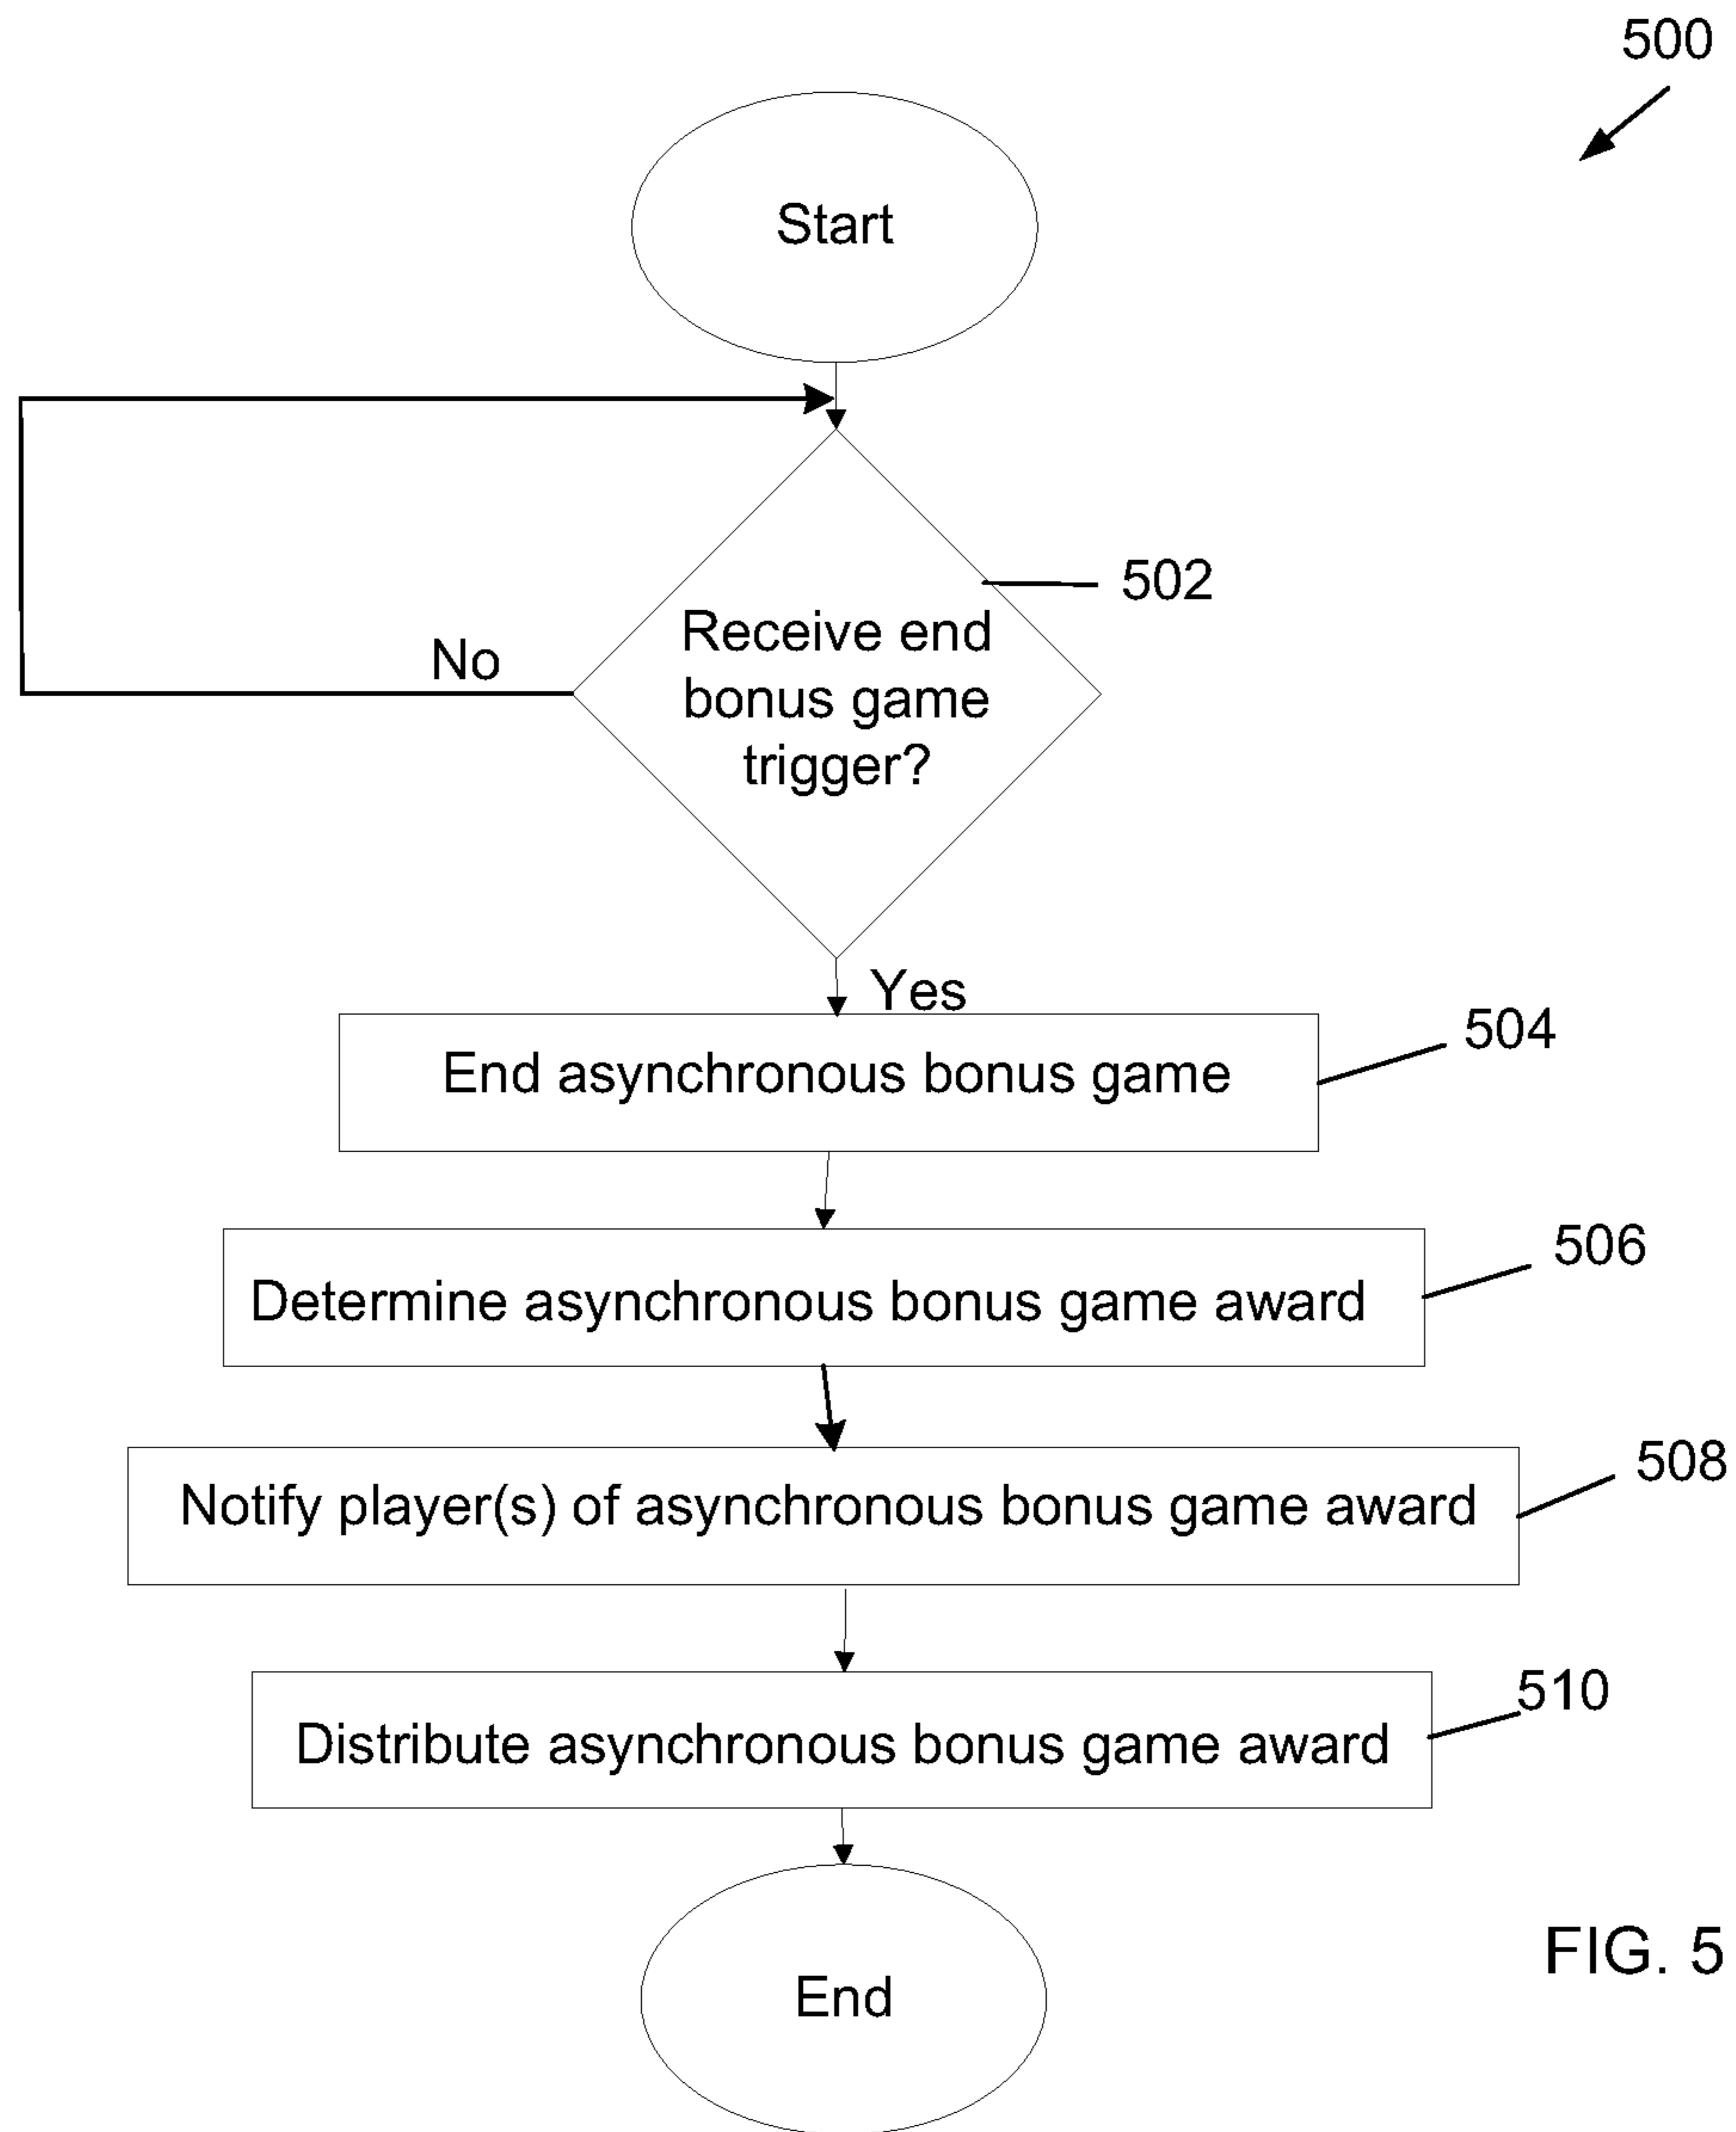 500
Start
502
Receive end
bonus game
trigger?
No
Yes
504
End asynchronous bonus game
506
Determine asynchronous bonus game award
508
Notify player(s) of asynchronous bonus game award
510
Distribute asynchronous bonus game award
End
FIG. 5